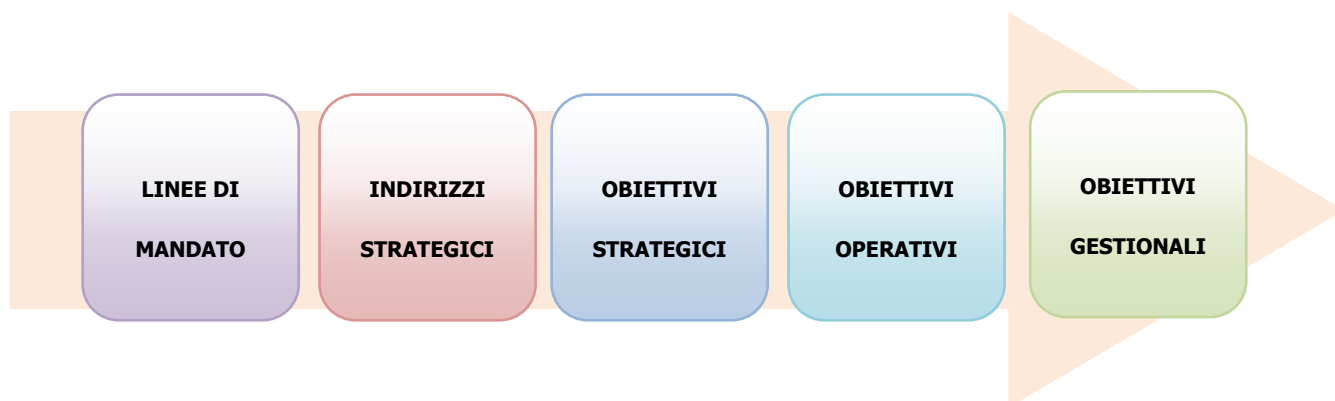 LINEE DI
MANDATO
INDIRIZZI
STRATEGICI
OBIETTIVI
STRATEGICI
OBIETTIVI
OPERATIVI
OBIETTIVI
GESTIONALI